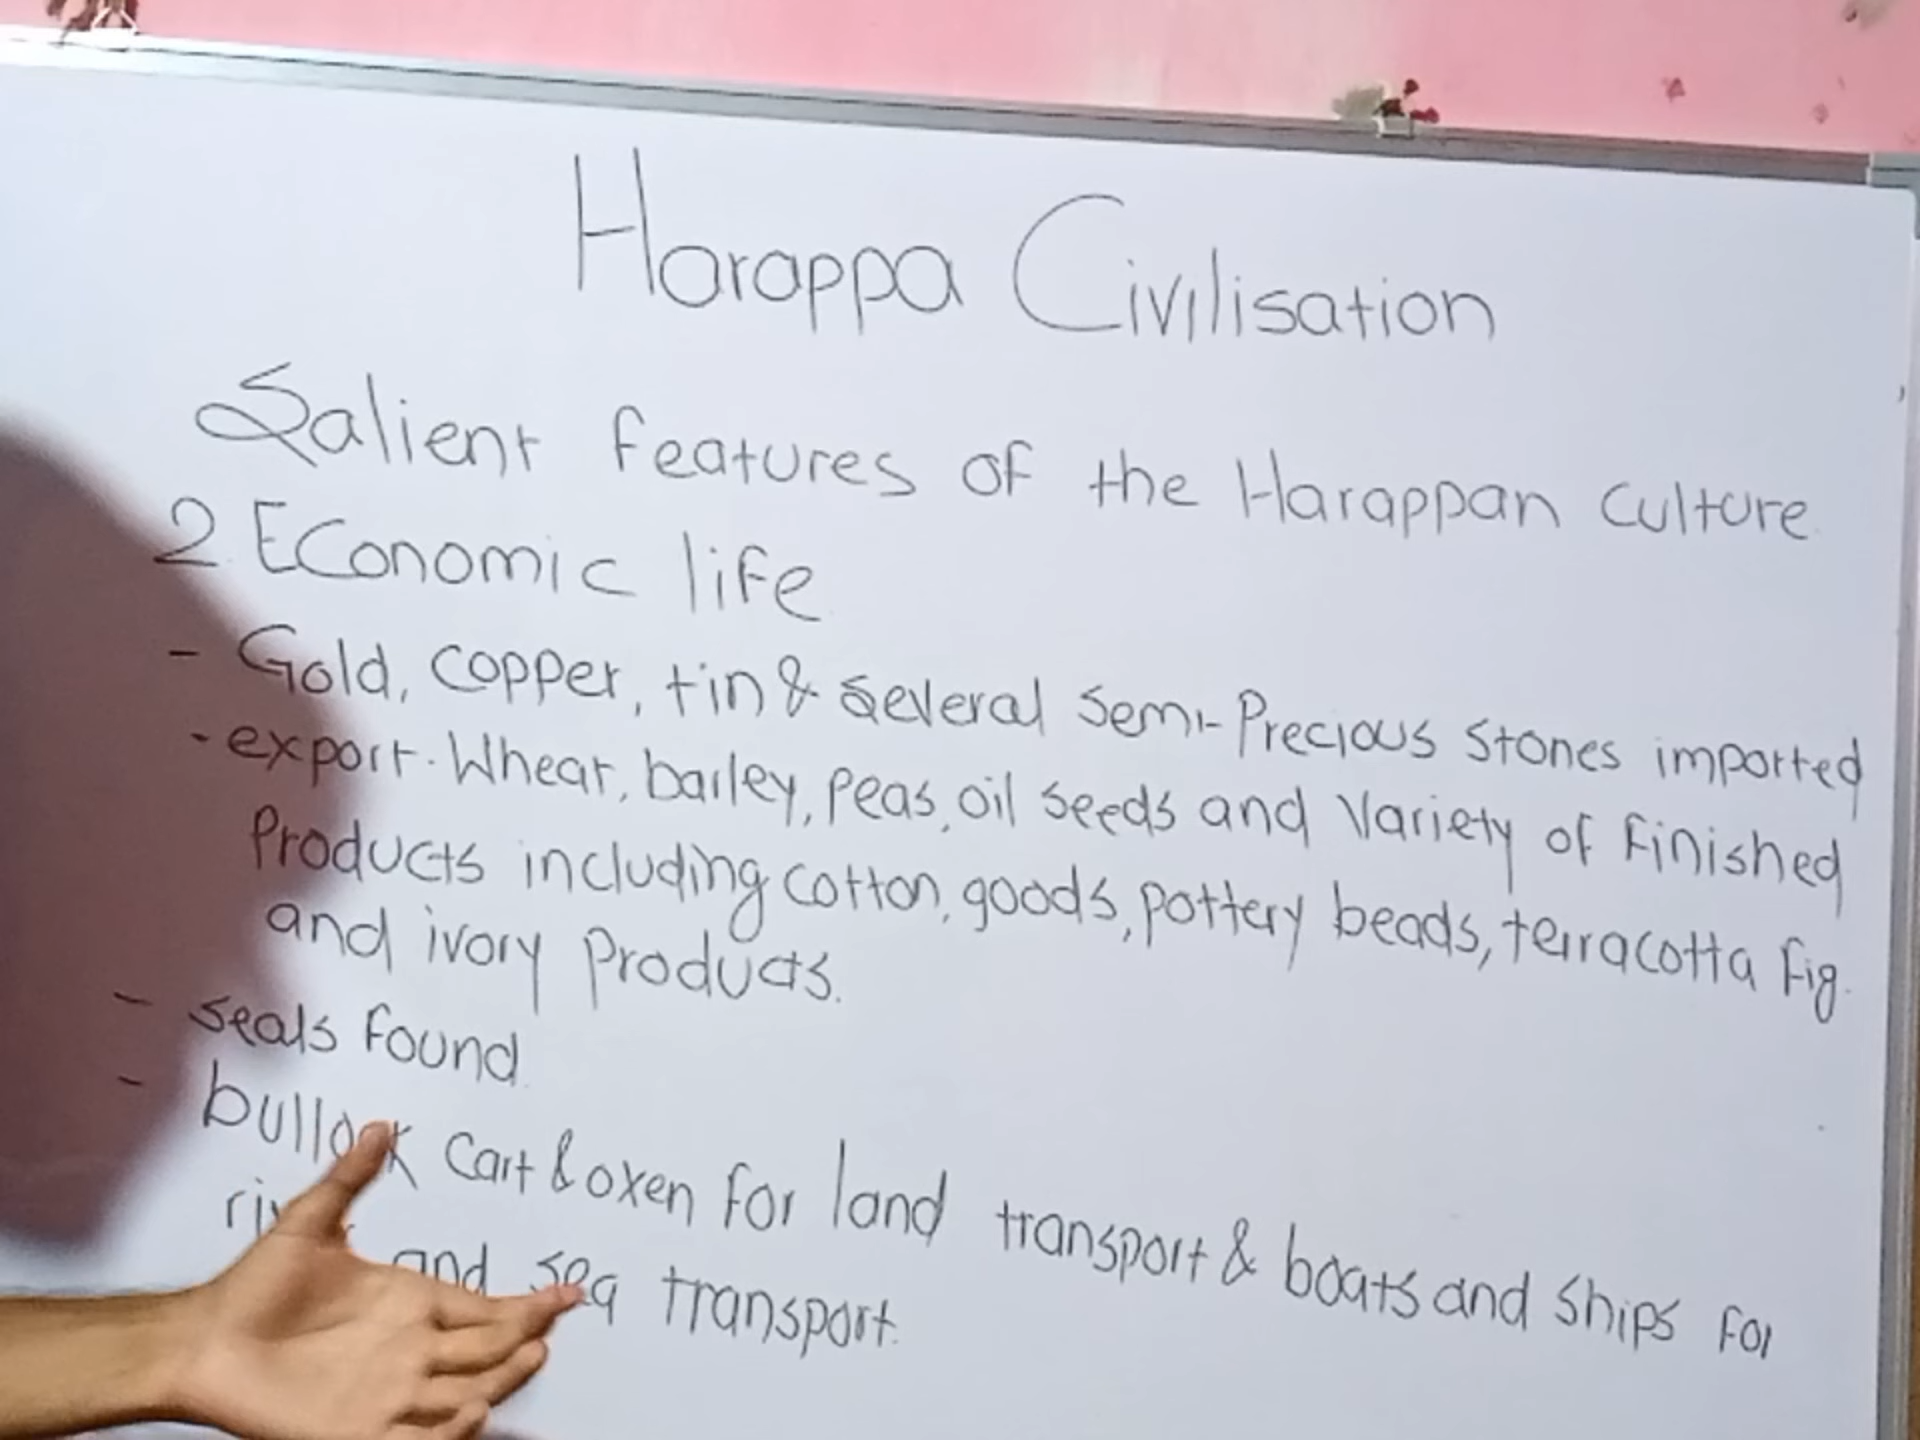 Harappa Civilisation
Salient features of the Harappan Culture
2. Economic life
- Gold, copper, tin & several semi-Precious stones imported
- export. Wheat, barley, peas, oil seeds and variety of finished
Products including cotton, goods, pottery beads, terracotta fig.
and ivory products.
- seals found.
- bullock cart & oxen for land transport & boats and ships for
and sea transport.